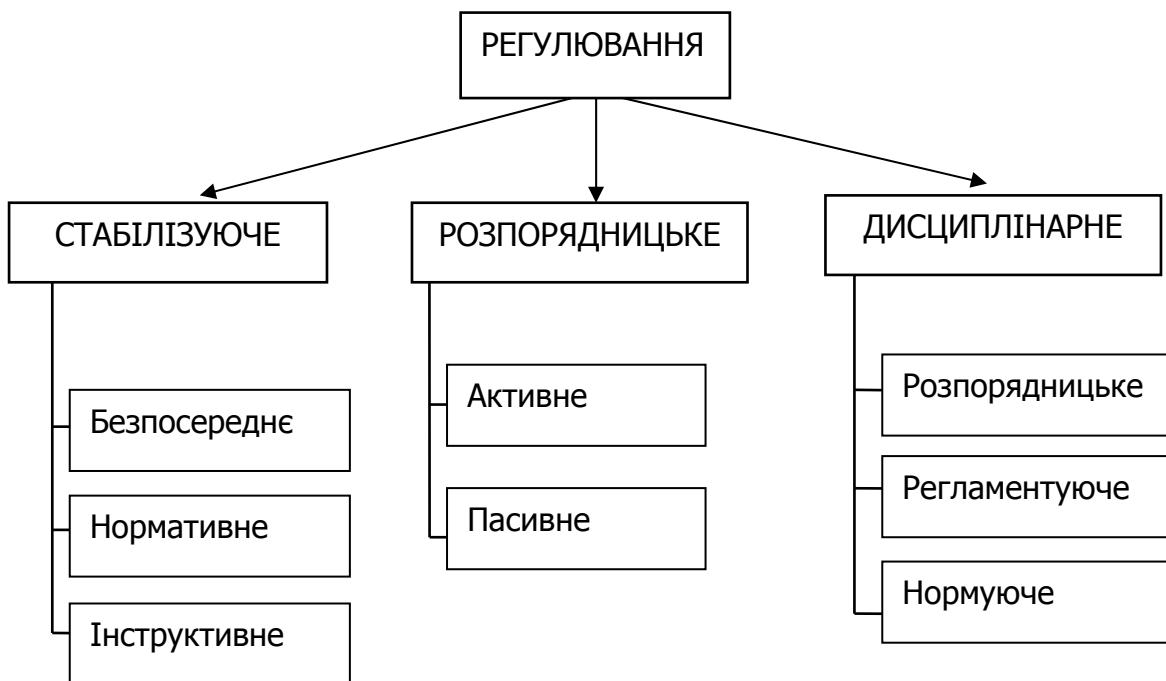 РЕГУЛЮВАННЯ
СТАБІЛІЗУЮЧЕ
РОЗПОРЯДНИЦЬКЕ
ДИСЦИПЛІНАРНЕ
Безпосереднє
Нормативне
Інструктивне
Активне
Пасивне
Розпорядницьке
Регламентуюче
Нормуюче